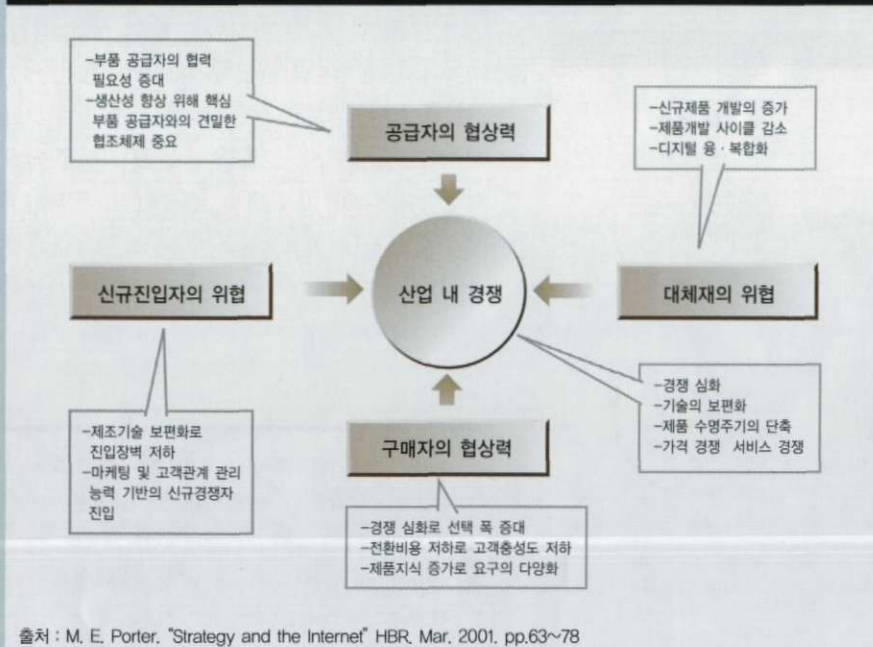 -부품 공급자의 협력
필요성 증대
-생산성 향상 위해 핵심
부품 공급자와의 견밀한
협조체제 중요
공급자의 협상력
-신규제품 개발의 증가
-제품개발 사이클 감소
-디지털 융·복합화
신규진입자의 위협
산업 내 경쟁
대체재의 위협
-제조기술 보편화로
진입장벽 저하
-마케팅 및 고객관계 관리
능력 기반의 신규경쟁자
진입
구매자의 협상력
-경쟁 심화
-기술의 보편화
-제품 수명주기의 단축
-가격 경쟁 서비스 경쟁
-경쟁 심화로 선택 폭 증대
-전환비용 저하로 고객충성도 저하
-제품지식 증가로 요구의 다양화
출처 : M. E. Porter. "Strategy and the Internet" HBR. Mar. 2001. pp.63~78